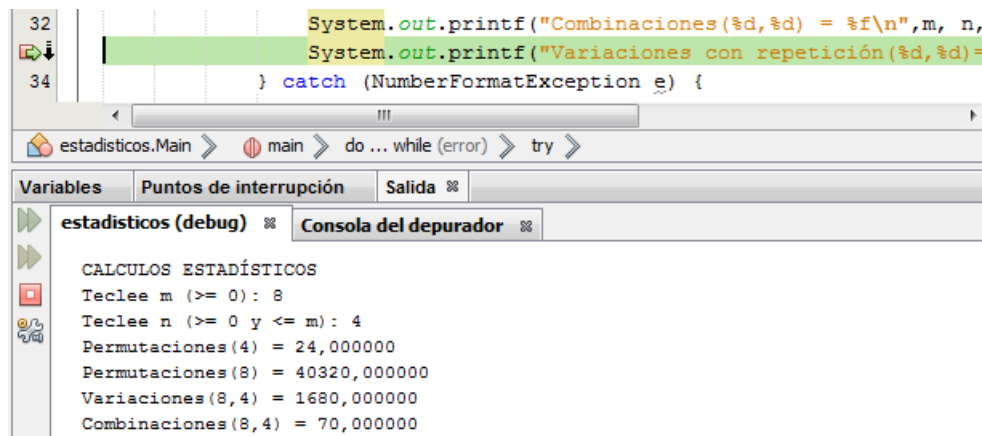 32 System.out.printf("Combinaciones(%d,%d) = %f\n",m, n,
System.out.printf("Variaciones con repetición(%d,%d)=
34 } catch (NumberFormatException e) {
estadisticos.Main main do ... while (error) try
Variables Puntos de interrupción Salida
estadisticos (debug) Consola del depurador
CALCULOS ESTADÍSTICOS
Teclee m (>= 0): 8
Teclee n (>= 0 y <= m): 4
Permutaciones(4) = 24,000000
Permutaciones(8) = 40320,000000
Variaciones(8,4) = 1680,000000
Combinaciones(8,4) = 70,000000